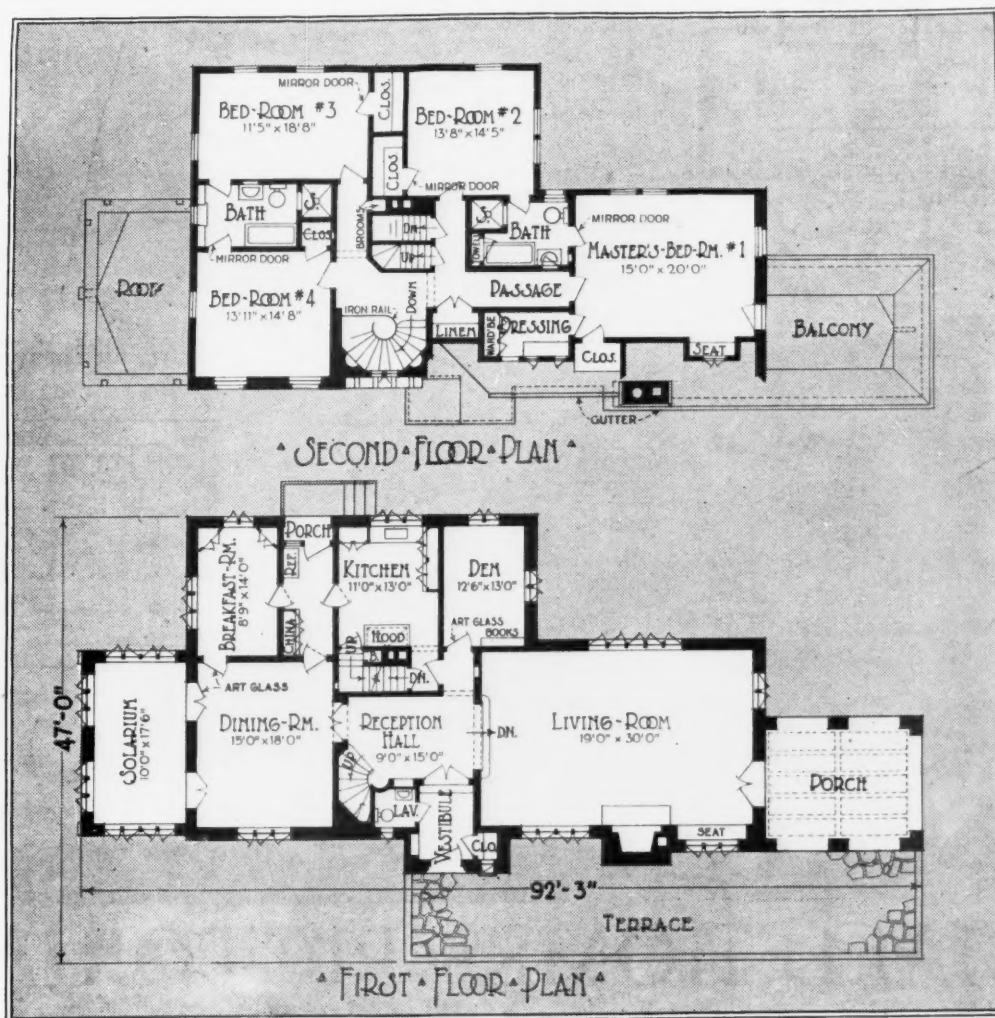 MIRROR DOOR
BED-ROOM #3
11'5" x 18'8"
CLOS.
BED-ROOM #2
13'8" x 14'5"
CLOS.
MIRROR DOOR
BATH
S.
CLOS.
MIRROR DOOR
BROOMS
DN.
UP
S.
BATH
TOWELS
MIRROR DOOR
MASTER'S-BED-RM. #1
15'0" x 20'0"
ROOF
BED-ROOM #4
13'11" x 14'8"
IRON RAIL
DOWN
PASSAGE
LINEN
WARD'BE
DRESSING
CLOS.
SEAT
BALCONY
GUTTER
SECOND FLOOR PLAN
PORCH
BREAKFAST-RM.
8'9" x 14'0"
REF.
CHINA
KITCHEN
11'0" x 13'0"
HOOD
UP
DN.
DEN
12'6" x 13'0"
ART GLASS
BOOKS
47'-0"
SOLARIUM
10'0" x 17'6"
ART GLASS
DINING-RM.
15'0" x 18'0"
RECEPTION
HALL
9'0" x 15'0"
UP
DN.
LIVING-ROOM
19'0" x 30'0"
PORCH
LAV.
VESTIBULE
CLO.
SEAT
92'-3"
TERRACE
FIRST FLOOR PLAN